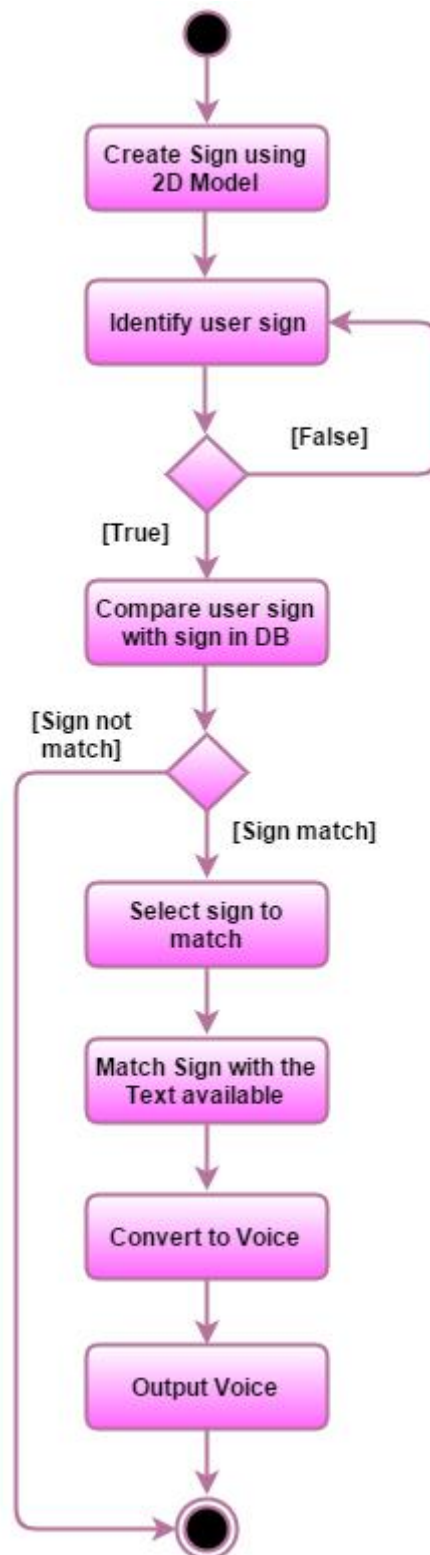 Create Sign using
2D Model
Identify user sign
[False]
[True]
Compare user sign
with sign in DB
[Sign not
match]
[Sign match]
Select sign to
match
Match Sign with the
Text available
Convert to Voice
Output Voice